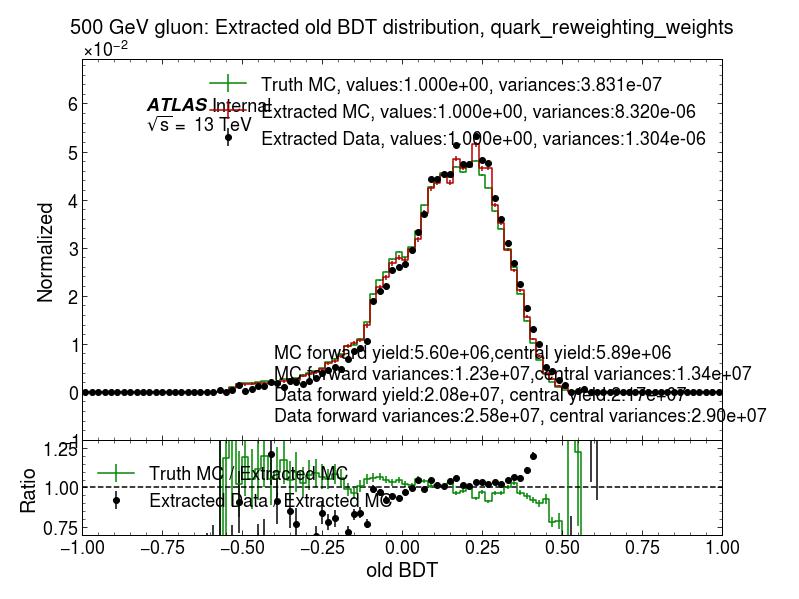 500 GeV gluon: Extracted old BDT distribution, quark_reweighting_weights
×10⁻²
Truth MC, values:1.000e+00, variances:3.831e-07
ATLAS Internal
Extracted MC, values:1.000e+00, variances:8.320e-06
√s = 13 TeV
Extracted Data, values:1.000e+00, variances:1.304e-06
6
5
4
3
2
1
0
Normalized
MC forward yield:5.60e+06,central yield:5.89e+06
MC forward variances:1.23e+07,central variances:1.34e+07
Data forward yield:2.08e+07, central yield:2.17e+07
Data forward variances:2.58e+07, central variances:2.90e+07
1.25
1.00
0.75
Ratio
Truth MC / Extracted MC
Extracted Data / Extracted MC
−1.00 −0.75 −0.50 −0.25 0.00 0.25 0.50 0.75 1.00
old BDT